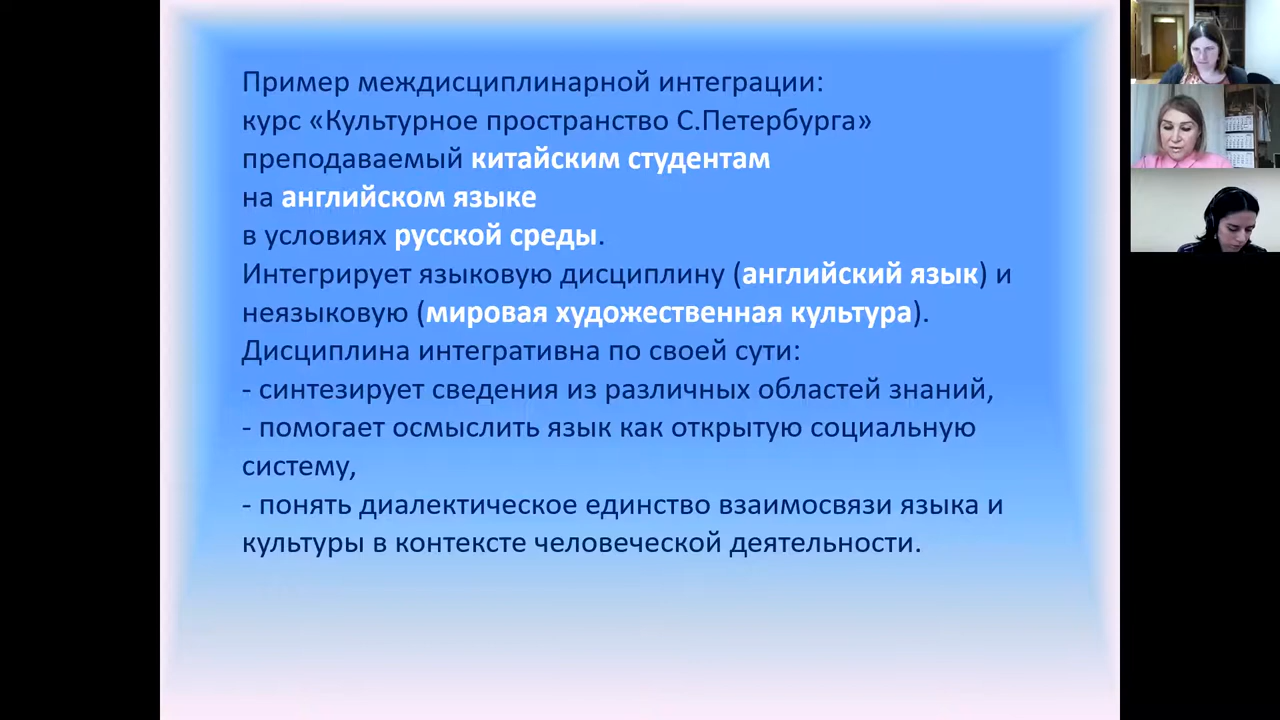 Пример междисциплинарной интеграции:
курс «Культурное пространство С.Петербурга»
преподаваемый китайским студентам
на английском языке
в условиях русской среды.
Интегрирует языковую дисциплину (английский язык) и
неязыковую (мировая художественная культура).
Дисциплина интегративна по своей сути:
- синтезирует сведения из различных областей знаний,
- помогает осмыслить язык как открытую социальную
систему,
- понять диалектическое единство взаимосвязи языка и
культуры в контексте человеческой деятельности.